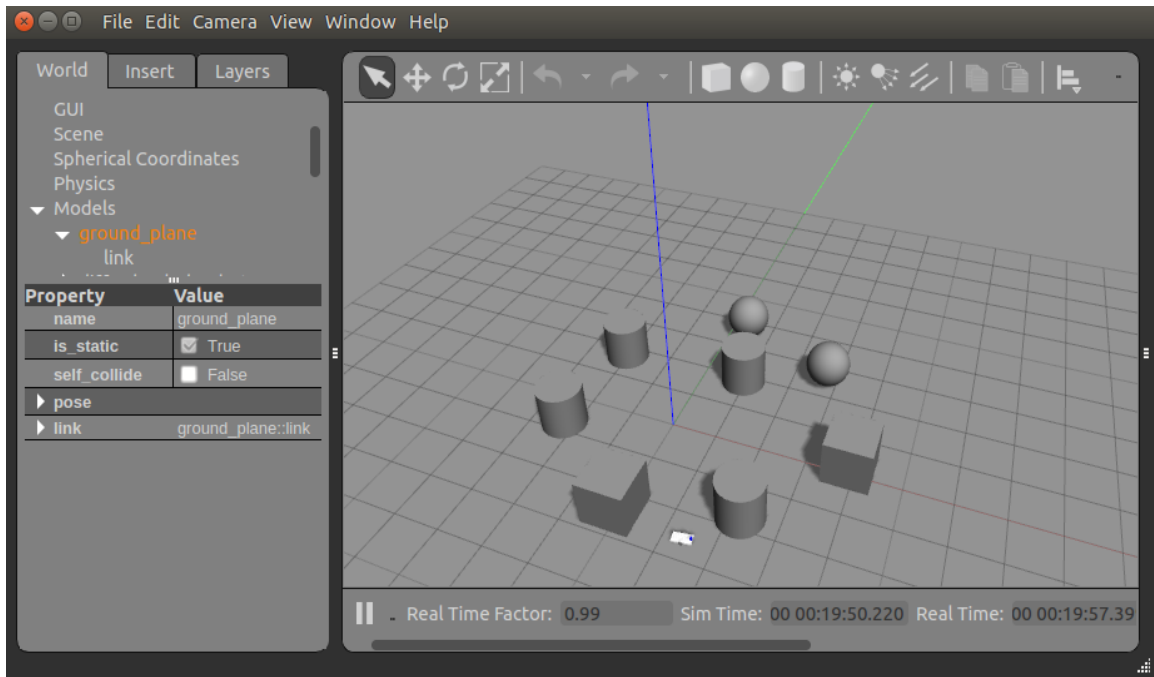 File Edit Camera View Window Help
World Insert Layers
GUI
Scene
Spherical Coordinates
Physics
Models
ground_plane
link
Property Value
name ground_plane
is_static True
self_collide False
pose
link ground_plane::link
Real Time Factor: 0.99 Sim Time: 00 00:19:50.220 Real Time: 00 00:19:57.39